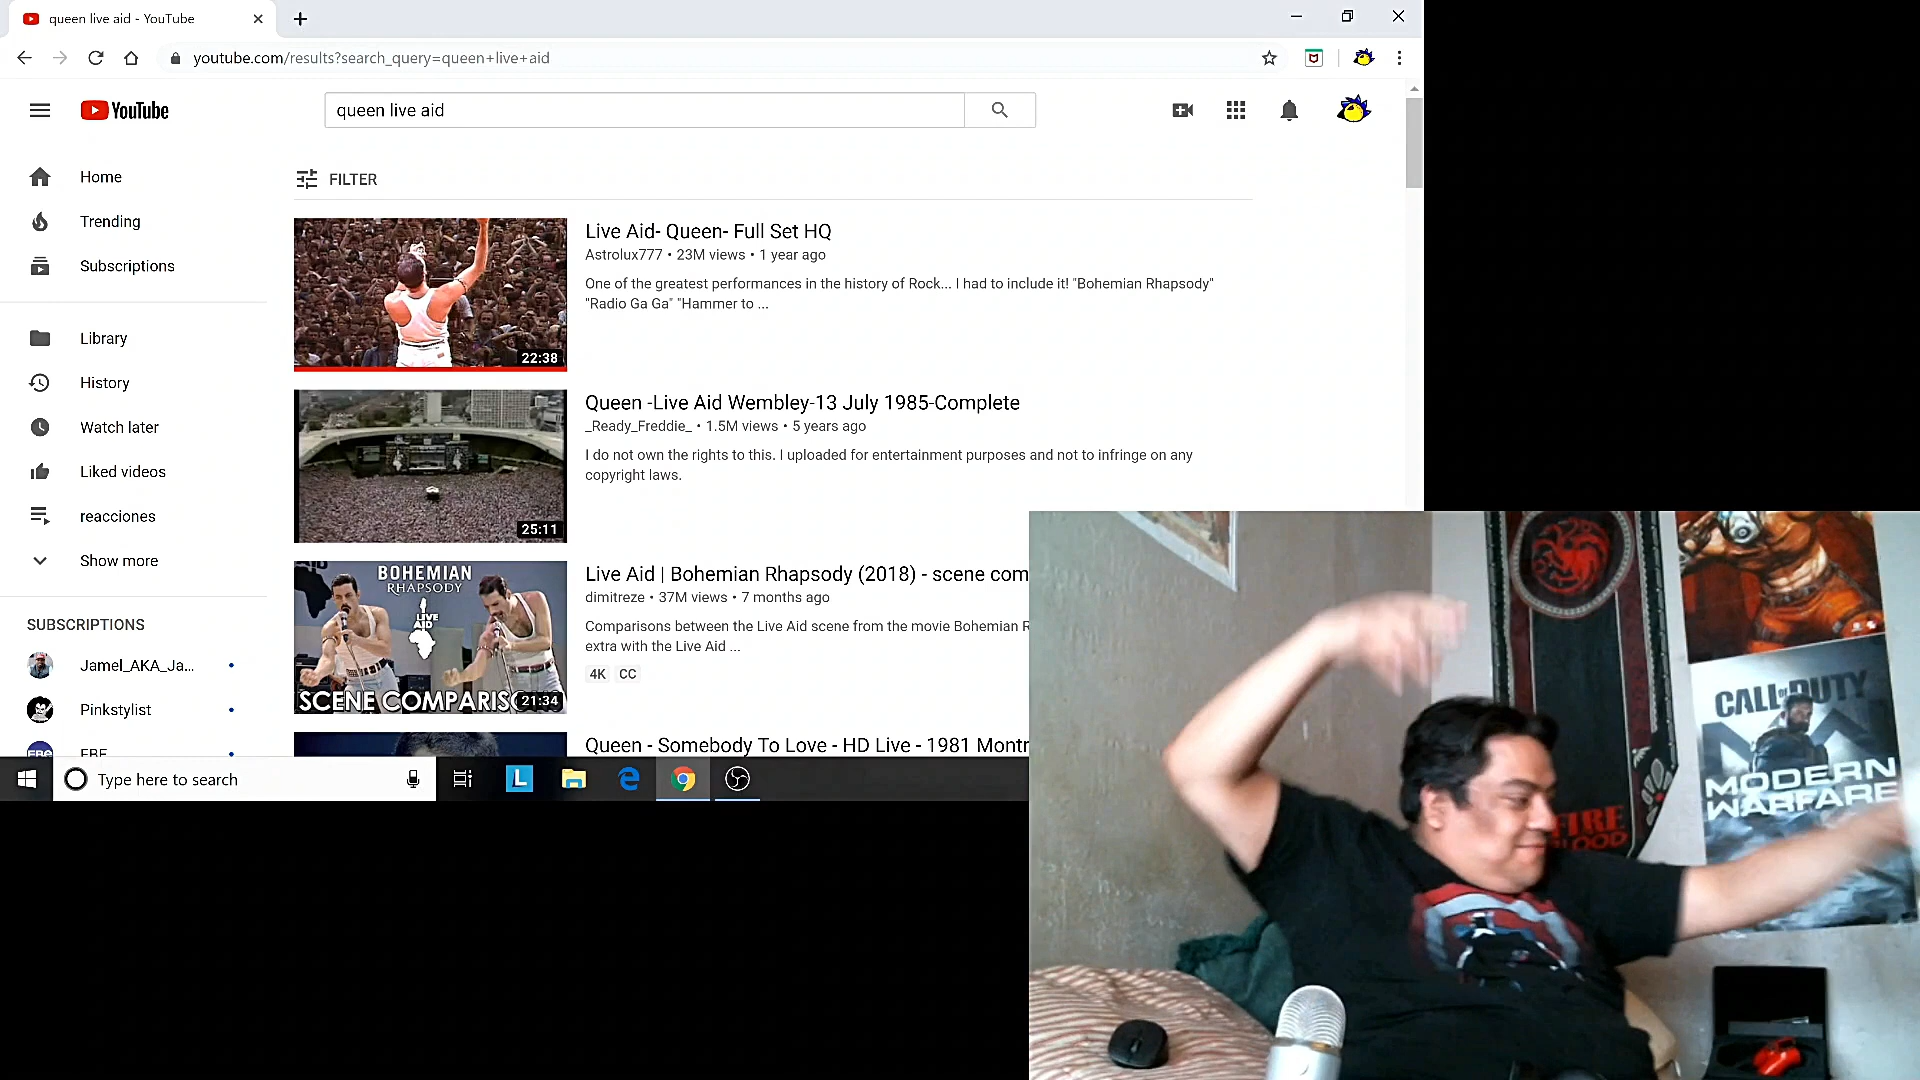 queen live aid - YouTube
youtube.com/results?search_query=queen+live+aid
YouTube
queen live aid
Home
Trending
Subscriptions
Library
History
Watch later
Liked videos
reacciones
Show more
SUBSCRIPTIONS
Jamel_AKA_Ja...
Pinkstylist
FBE
FILTER
22:38
Live Aid- Queen- Full Set HQ
Astrolux777 • 23M views • 1 year ago
One of the greatest performances in the history of Rock... I had to include it! "Bohemian Rhapsody"
"Radio Ga Ga" "Hammer to ...
25:11
Queen -Live Aid Wembley-13 July 1985-Complete
_Ready_Freddie_ • 1.5M views • 5 years ago
I do not own the rights to this. I uploaded for entertainment purposes and not to infringe on any
copyright laws.
BOHEMIAN
RHAPSODY
LIVE
AID
SCENE COMPARISO
21:34
Live Aid | Bohemian Rhapsody (2018) - scene com
dimitreze • 37M views • 7 months ago
Comparisons between the Live Aid scene from the movie Bohemian R
extra with the Live Aid ...
4K CC
Queen - Somebody To Love - HD Live - 1981 Montr
Type here to search
L
CALL OF DUTY
MODERN
WARFARE
FIRE
BLOOD